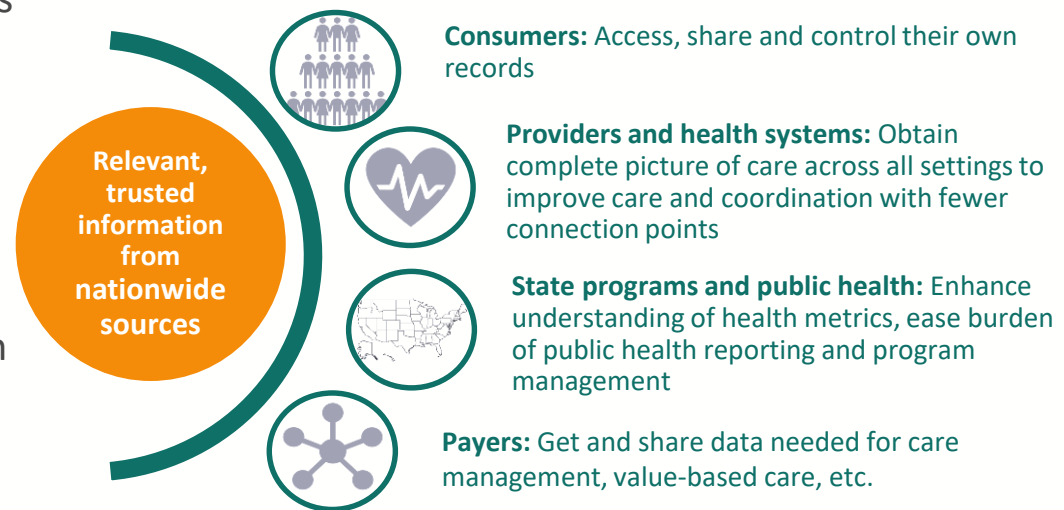 s
Consumers: Access, share and control their own
records
Relevant,
trusted
information
from
nationwide
sources
Providers and health systems: Obtain
complete picture of care across all settings to
improve care and coordination with fewer
connection points
State programs and public health: Enhance
understanding of health metrics, ease burden
of public health reporting and program
management
Payers: Get and share data needed for care
management, value-based care, etc.